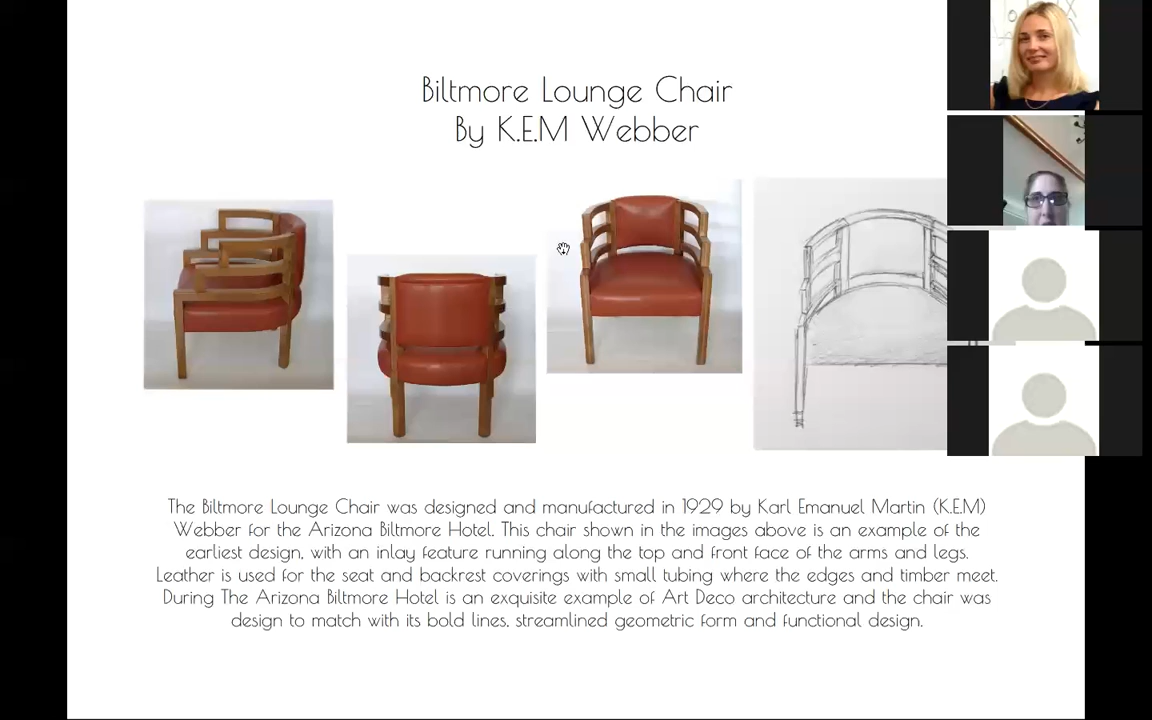 Biltmore Lounge Chair
By K.E.M Webber
The Biltmore Lounge Chair was designed and manufactured in 1929 by Karl Emanuel Martin (K.E.M)
Webber for the Arizona Biltmore Hotel. This chair shown in the images above is an example of the
earliest design, with an inlay feature running along the top and front face of the arms and legs.
Leather is used for the seat and backrest coverings with small tubing where the edges and timber meet.
During The Arizona Biltmore Hotel is an exquisite example of Art Deco architecture and the chair was
design to match with its bold lines, streamlined geometric form and functional design.